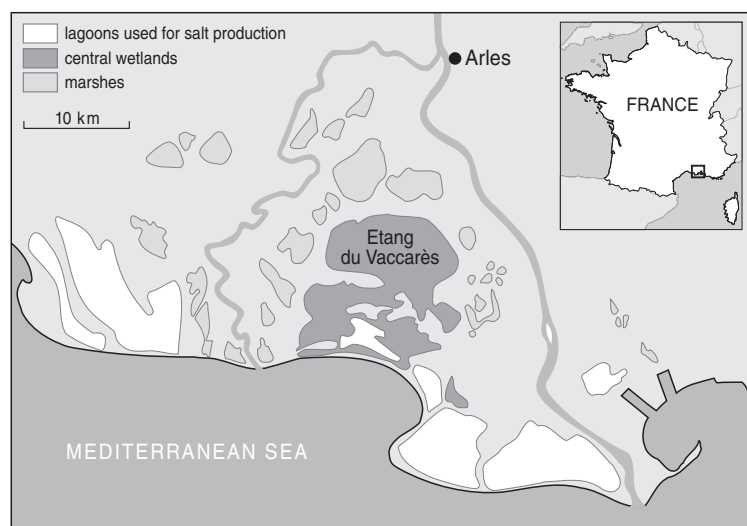 lagoons used for salt production
central wetlands
marshes
10 km
Arles
FRANCE
Etang
du Vaccarès
MEDITERRANEAN SEA